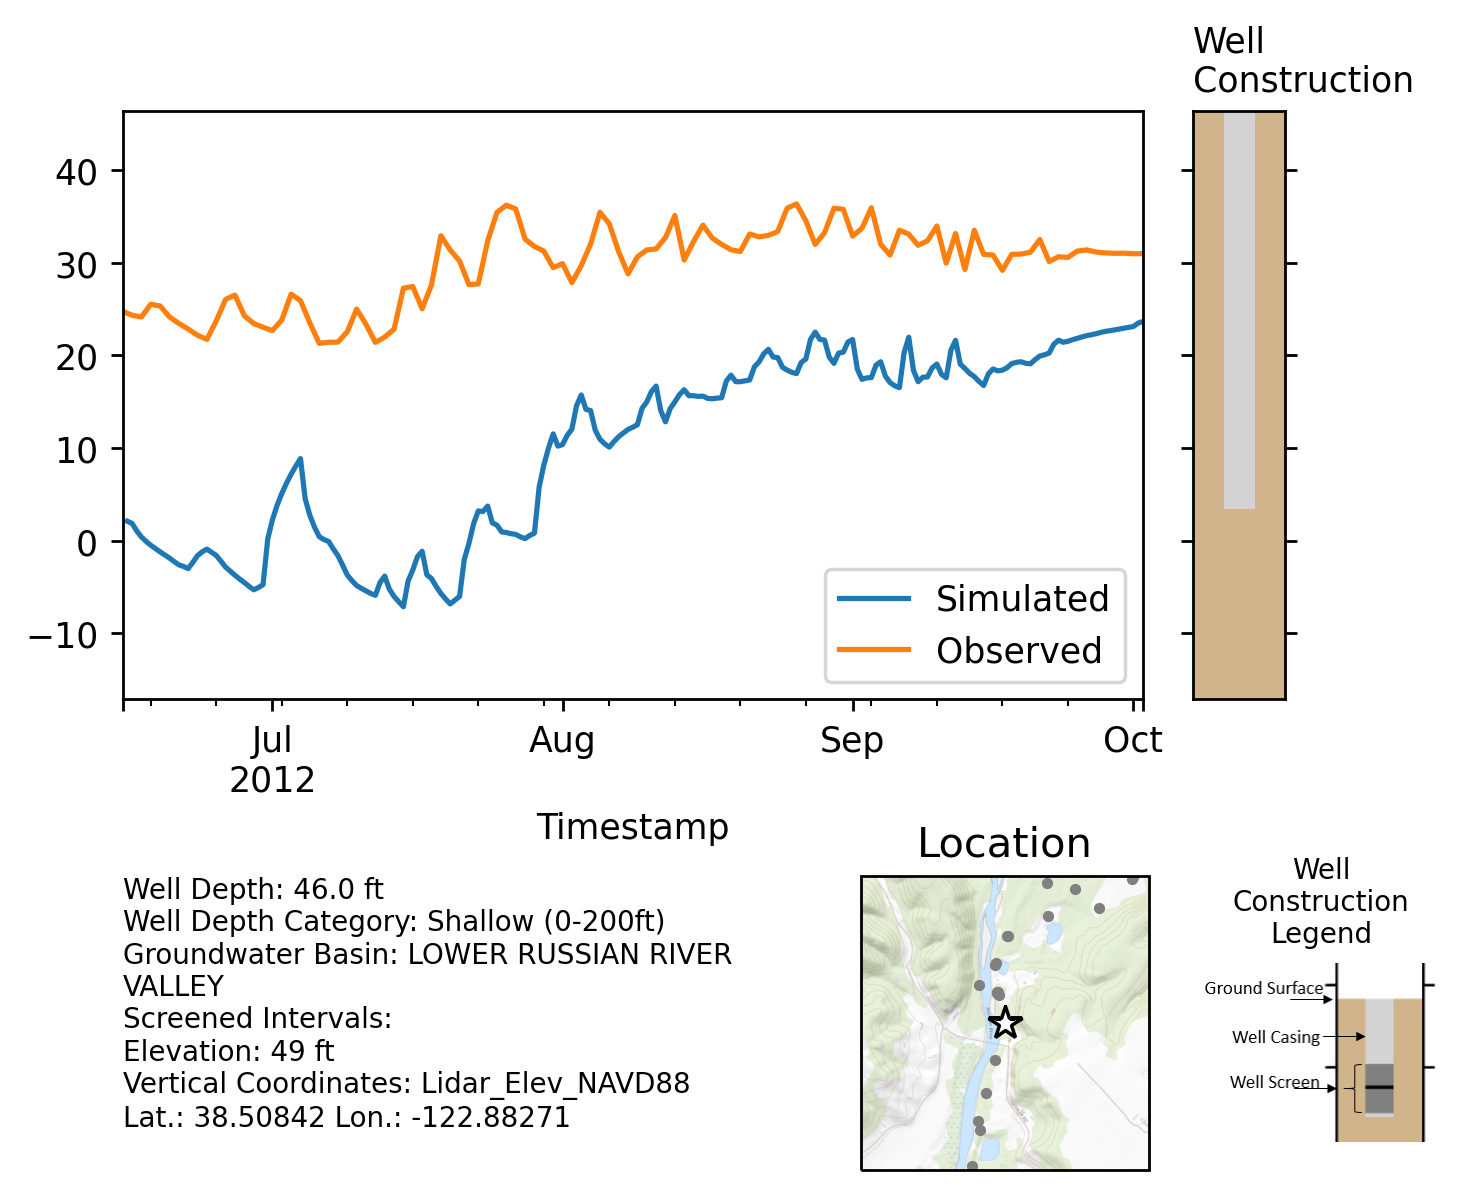 Well
Construction
40
30
20
10
0
−10
Simulated
Observed
Jul
2012
Aug
Sep
Oct
Timestamp
Well Depth: 46.0 ft
Well Depth Category: Shallow (0-200ft)
Groundwater Basin: LOWER RUSSIAN RIVER
VALLEY
Screened Intervals:
Elevation: 49 ft
Vertical Coordinates: Lidar_Elev_NAVD88
Lat.: 38.50842 Lon.: -122.88271
Location
Well
Construction
Legend
Ground Surface
Well Casing
Well Screen